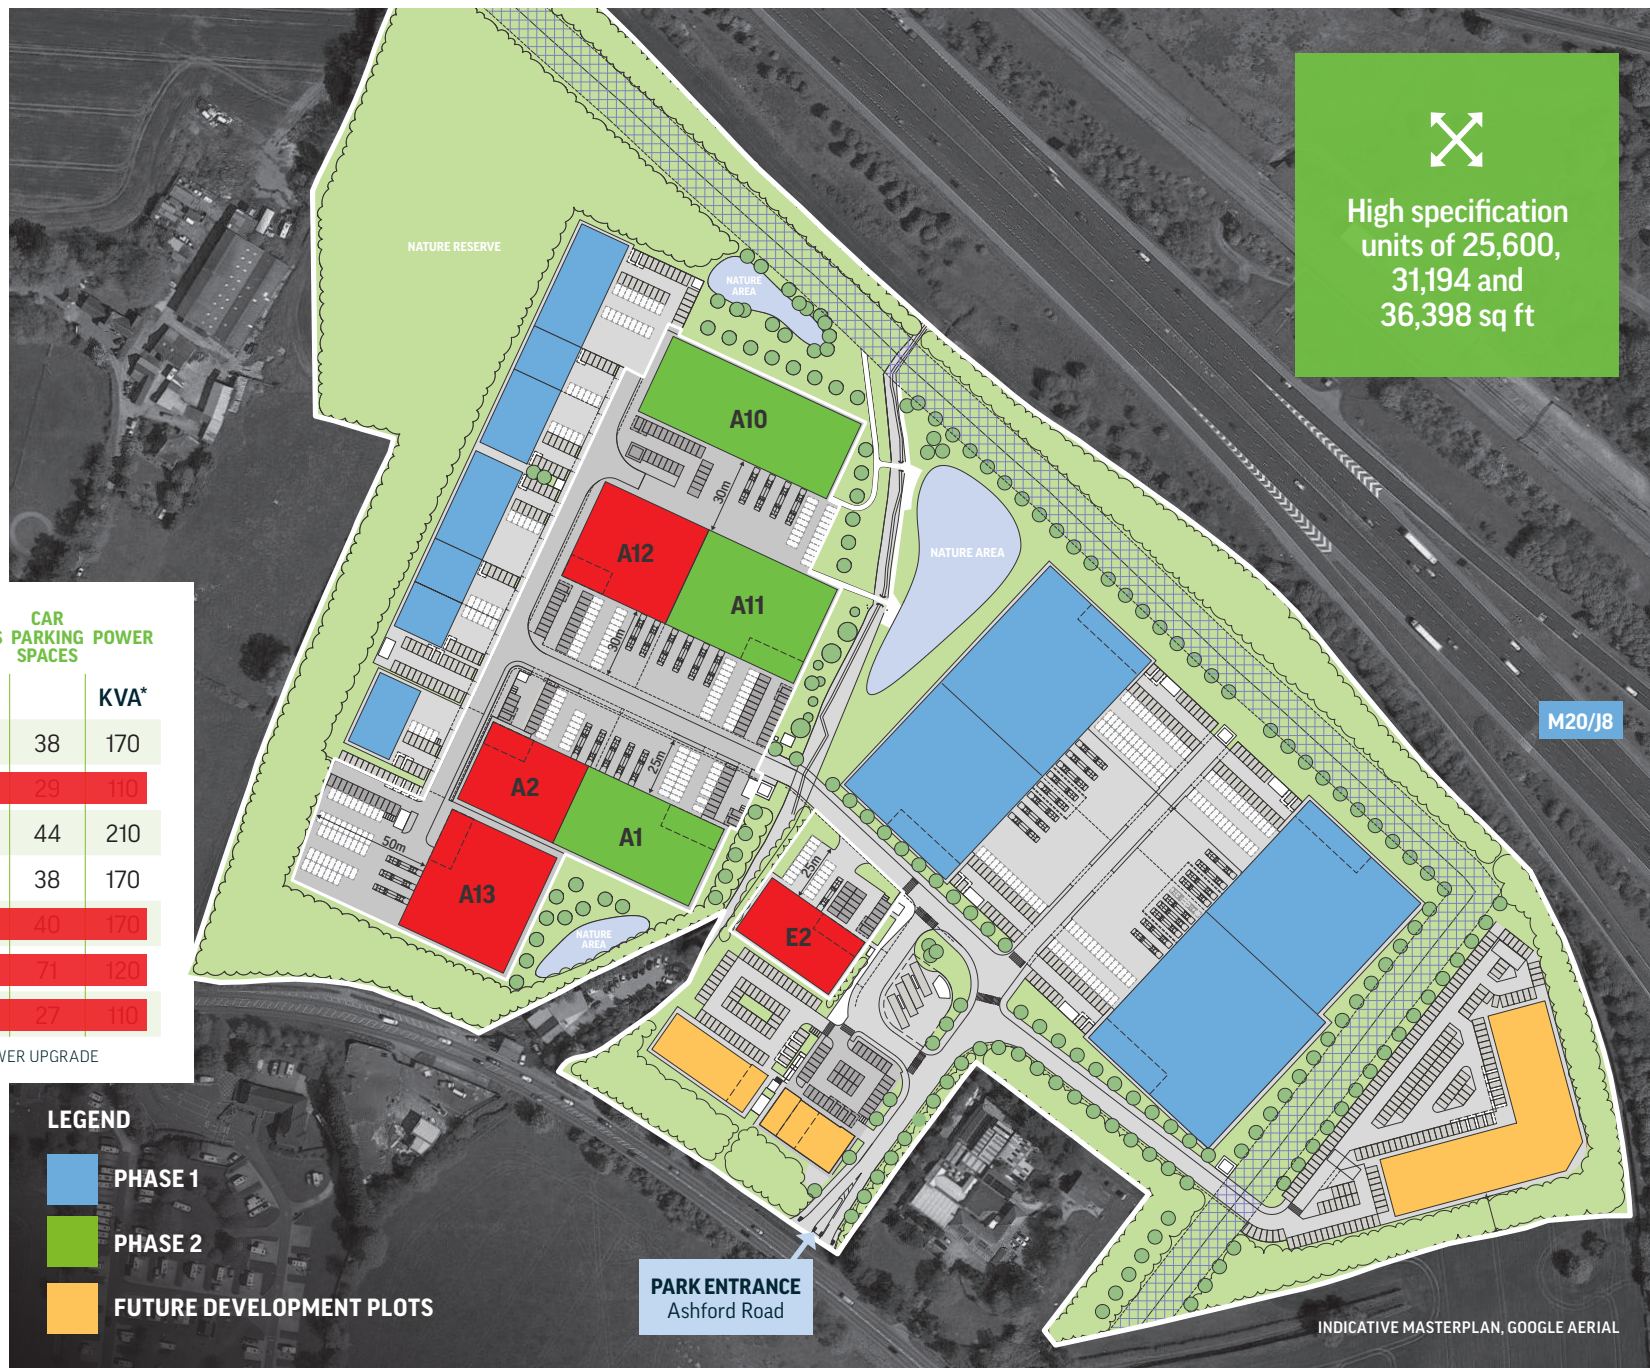 High specification
units of 25,600,
31,194 and
36,398 sq ft
NATURE RESERVE
NATURE
AREA
A10
30m
A12
NATURE AREA
A11
30m
CAR
PARKING
SPACES
POWER
KVA*
38 170
29 110
44 210
38 170
40 170
71 120
27 110
WER UPGRADE
M20/J8
A2
25m
A1
50m
A13
25m
E2
NATURE
AREA
LEGEND
PHASE 1
PHASE 2
FUTURE DEVELOPMENT PLOTS
PARK ENTRANCE
Ashford Road
INDICATIVE MASTERPLAN, GOOGLE AERIAL